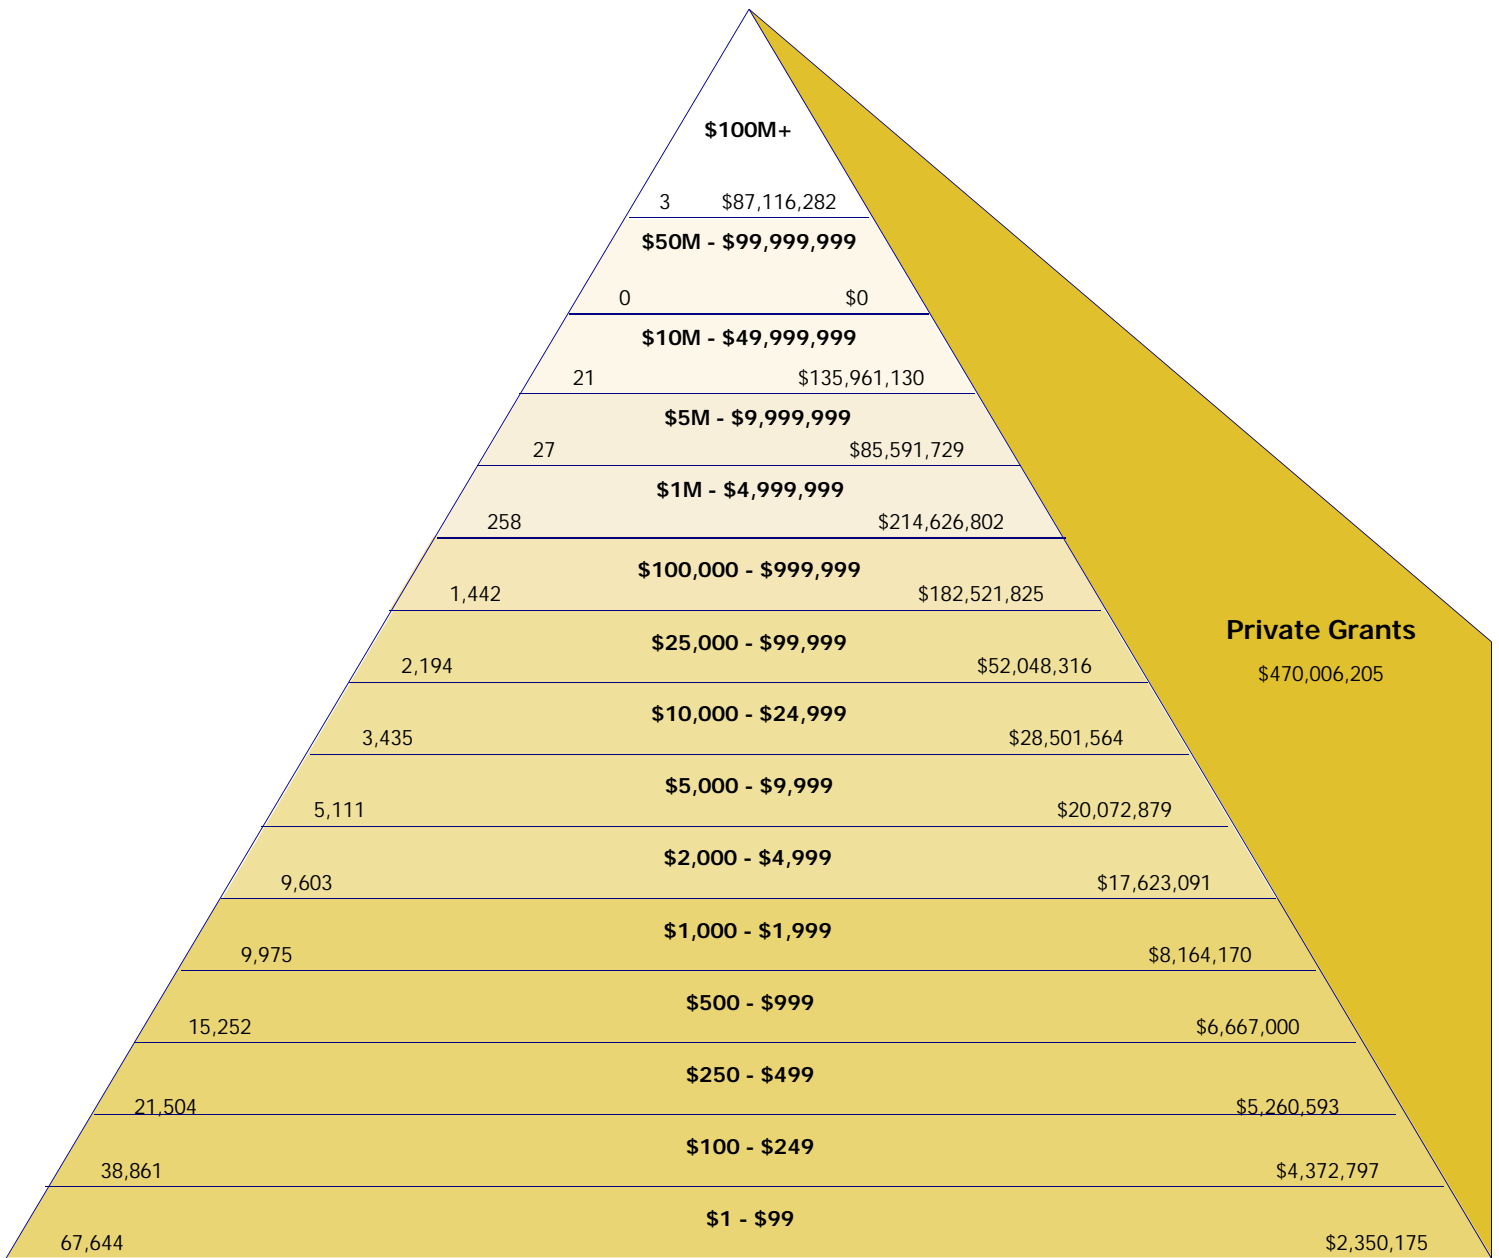 $100M+
3 $87,116,282
$50M - $99,999,999
0 $0
$10M - $49,999,999
21 $135,961,130
$5M - $9,999,999
27 $85,591,729
$1M - $4,999,999
258 $214,626,802
$100,000 - $999,999
1,442 $182,521,825
Private Grants
$25,000 - $99,999
2,194 $52,048,316
$470,006,205
$10,000 - $24,999
3,435 $28,501,564
$5,000 - $9,999
5,111 $20,072,879
$2,000 - $4,999
9,603 $17,623,091
$1,000 - $1,999
9,975 $8,164,170
$500 - $999
15,252 $6,667,000
$250 - $499
21,504 $5,260,593
$100 - $249
38,861 $4,372,797
$1 - $99
67,644 $2,350,175